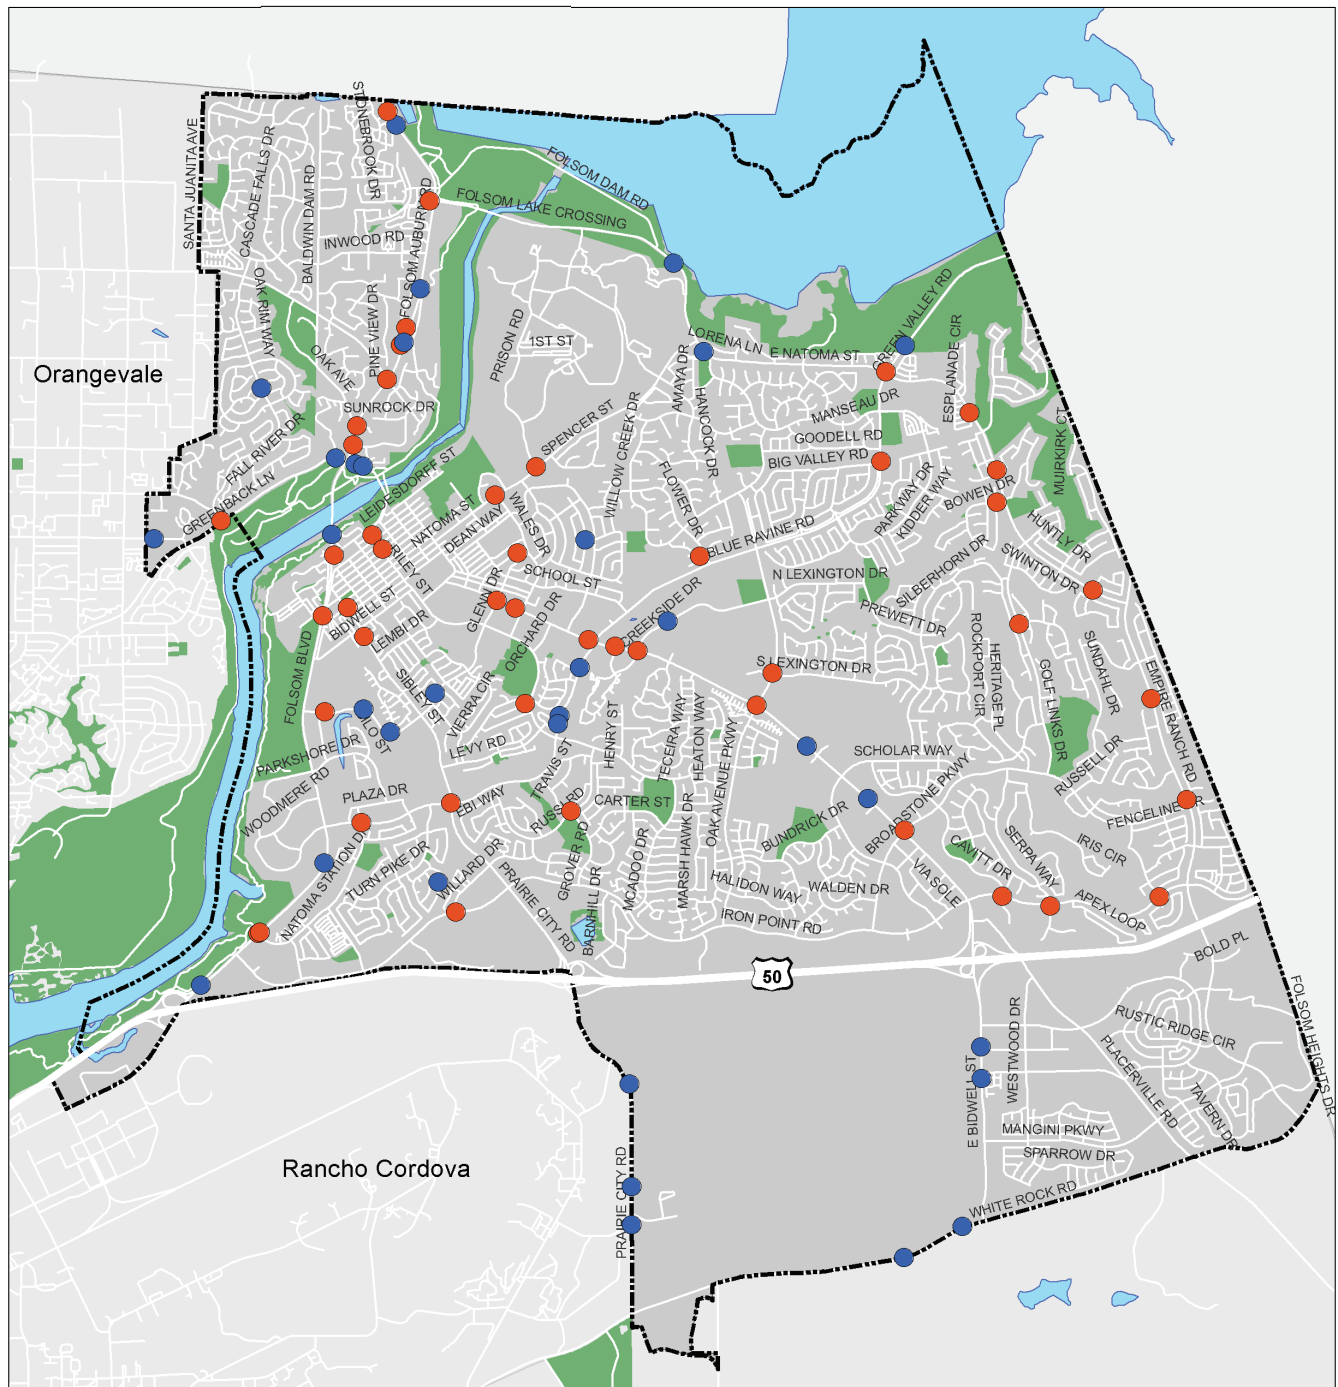 STONEBROOK DR
SANTA JUANITA AVE
CASCADE FALLS DR
BALDWIN DAM RD
FOLSOM DAM RD
FOLSOM LAKE CROSSING
INWOOD RD
FOLSOM AUBURN RD
OAK RIM WAY
PINE VIEW DR
GREEN VALLEY RD
PRISON RD
1ST ST
LORENA LN
E NATOMA ST
ESPLANADE CIR
Orangevale
OAK AVE
AMAYA DR
HANCOCK DR
MANSEAU DR
SUNROCK DR
SPENCER ST
WILLOW CREEK DR
GOODELL RD
MUIRKIRK CT
FALL RIVER DR
BIG VALLEY RD
GREENBACK LN
LEIDESDORFF ST
FLOWER DR
PARKWAY DR
KIDDER WAY
BOWEN DR
NATOMA ST
DEAN WAY
WALES DR
BLUE RAVINE RD
HUNTLY DR
RILEY ST
SCHOOL ST
N LEXINGTON DR
SILBERHORN DR
SWINTON DR
BIDWELL ST
LEMBI DR
GLENN DR
ORCHARD DR
CREEKSIDE DR
PREWETT DR
ROCKPORT CIR
HERITAGE PL
FOLSOM BLVD
SIBLEY ST
VIERRA CIR
S LEXINGTON DR
GOLF LINKS DR
SUNDAHL DR
EMPIRE RANCH RD
PARKSHORE DR
SILO ST
LEVY RD
HENRY ST
TECEIRA WAY
HEATON WAY
OAK AVENUE PKWY
SCHOLAR WAY
RUSSELL DR
WOODMERE RD
PLAZA DR
EBI WAY
TRAVIS ST
RUSSI RD
CARTER ST
BUNDRICK DR
BROADSTONE PKWY
FENCELINE DR
NATOMA STATION DR
TURN PIKE DR
WILLARD DR
PRAIRIE CITY RD
GROVER RD
BARNHILL DR
MCADOO DR
MARSH HAWK DR
HALIDON WAY
WALDEN DR
VIA SOLE
CAVITT DR
SERPA WAY
IRIS CIR
APEX LOOP
IRON POINT RD
50
BOLD PL
FOLSOM HEIGHTS DR
WESTWOOD DR
RUSTIC RIDGE CIR
PLACERVILLE RD
TAVERN DR
E BIDWELL ST
MANGINI PKWY
SPARROW DR
Rancho Cordova
PRAIRIE CITY RD
WHITE ROCK RD